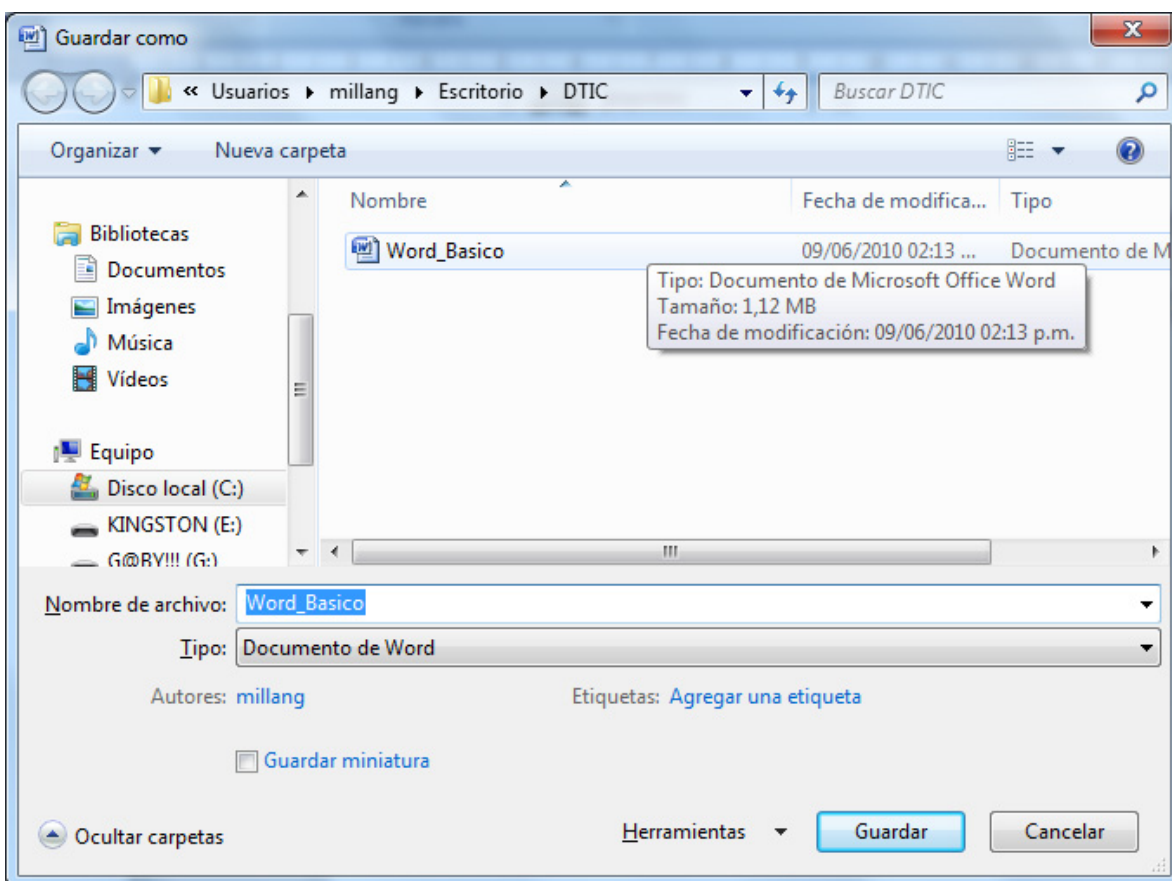 Guardar como
« Usuarios ▸ millang ▸ Escritorio ▸ DTIC
Buscar DTIC
Organizar
Nueva carpeta
Nombre
Fecha de modifica...
Tipo
Bibliotecas
Documentos
Imágenes
Música
Vídeos
Equipo
Disco local (C:)
KINGSTON (E:)
G@BY!!! (G:)
Word_Basico
09/06/2010 02:13 ...
Documento de M
Tipo: Documento de Microsoft Office Word
Tamaño: 1,12 MB
Fecha de modificación: 09/06/2010 02:13 p.m.
Nombre de archivo: Word_Basico
Tipo: Documento de Word
Autores: millang
Etiquetas: Agregar una etiqueta
Guardar miniatura
Ocultar carpetas
Herramientas
Guardar
Cancelar